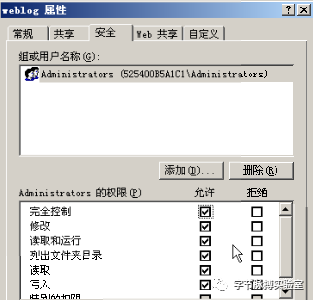 weblog 属性
常规 共享 安全 Web 共享 自定义
组或用户名称(G):
Administrators (525400B5A1C1\Administrators)
添加(D)... 删除(R)
Administrators 的权限(P) 允许 拒绝
完全控制
修改
读取和运行
列出文件夹目录
读取
写入
特别的权限
字节脉搏实验室